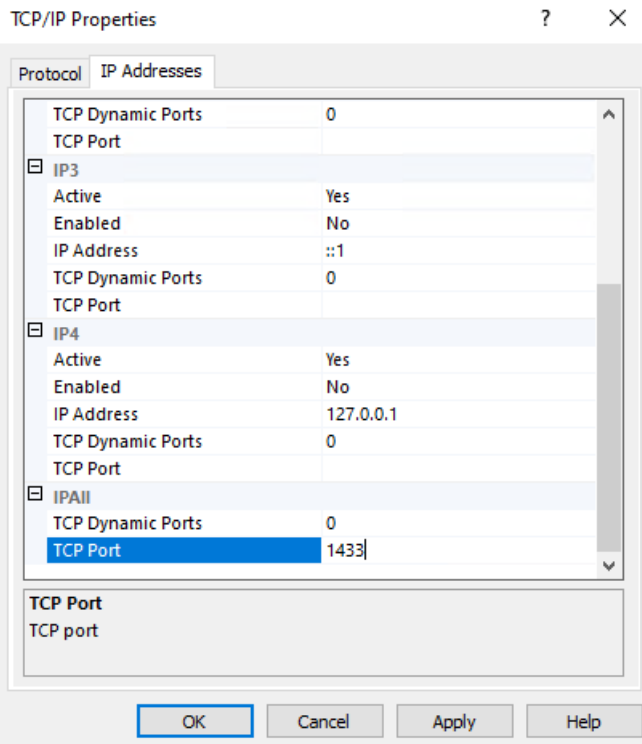 TCP/IP Properties ? ×
Protocol IP Addresses
TCP Dynamic Ports 0
TCP Port
IP3
Active Yes
Enabled No
IP Address ::1
TCP Dynamic Ports 0
TCP Port
IP4
Active Yes
Enabled No
IP Address 127.0.0.1
TCP Dynamic Ports 0
TCP Port
IPAll
TCP Dynamic Ports 0
TCP Port 1433
TCP Port
TCP port
OK Cancel Apply Help